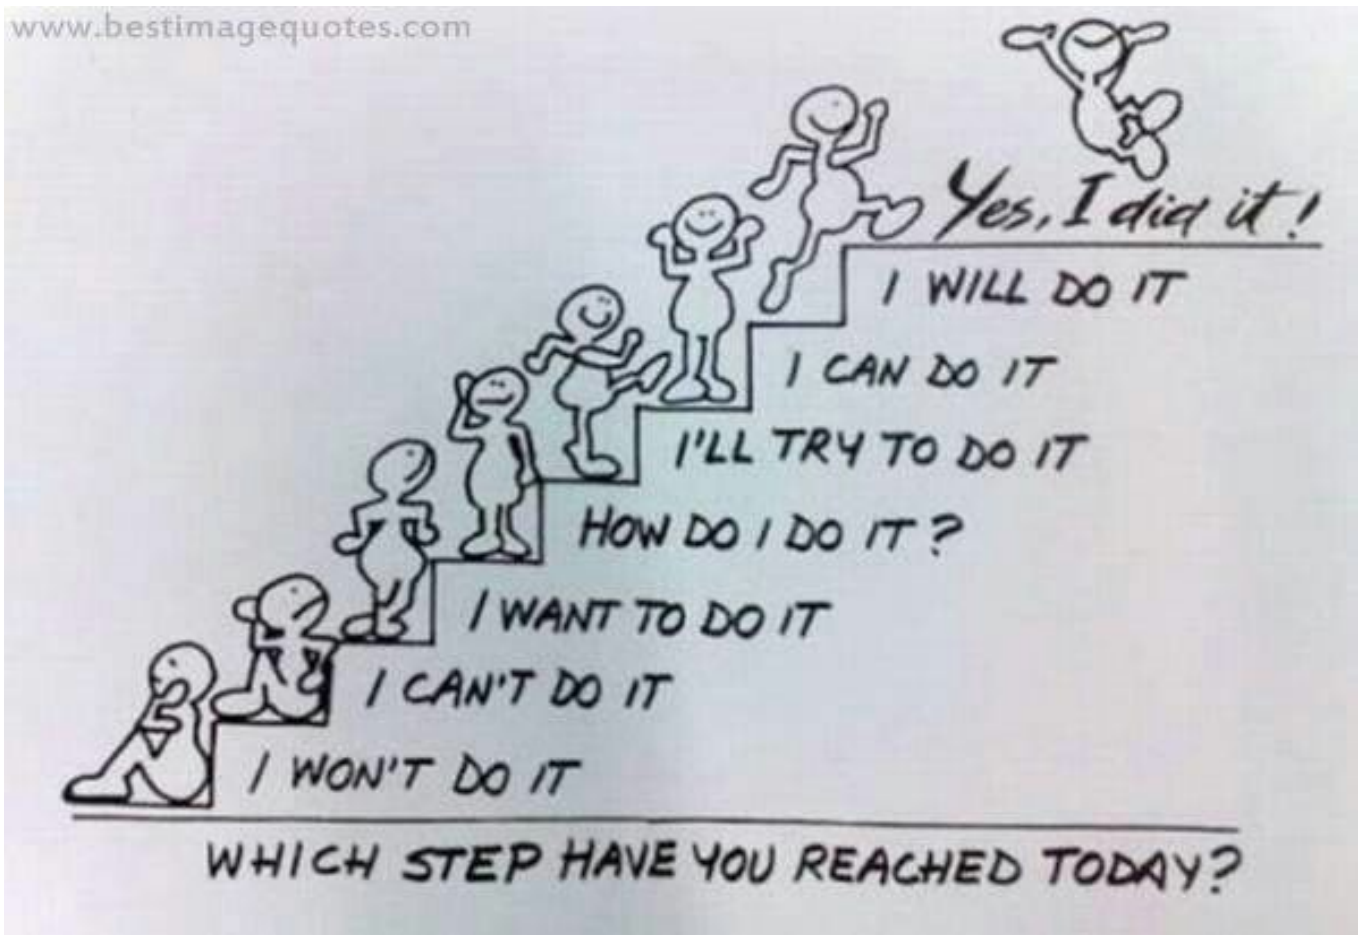 www.bestimagequotes.com
Yes, I did it!
I WILL DO IT
I CAN DO IT
I'LL TRY TO DO IT
HOW DO I DO IT?
I WANT TO DO IT
I CAN'T DO IT
I WON'T DO IT
WHICH STEP HAVE YOU REACHED TODAY?